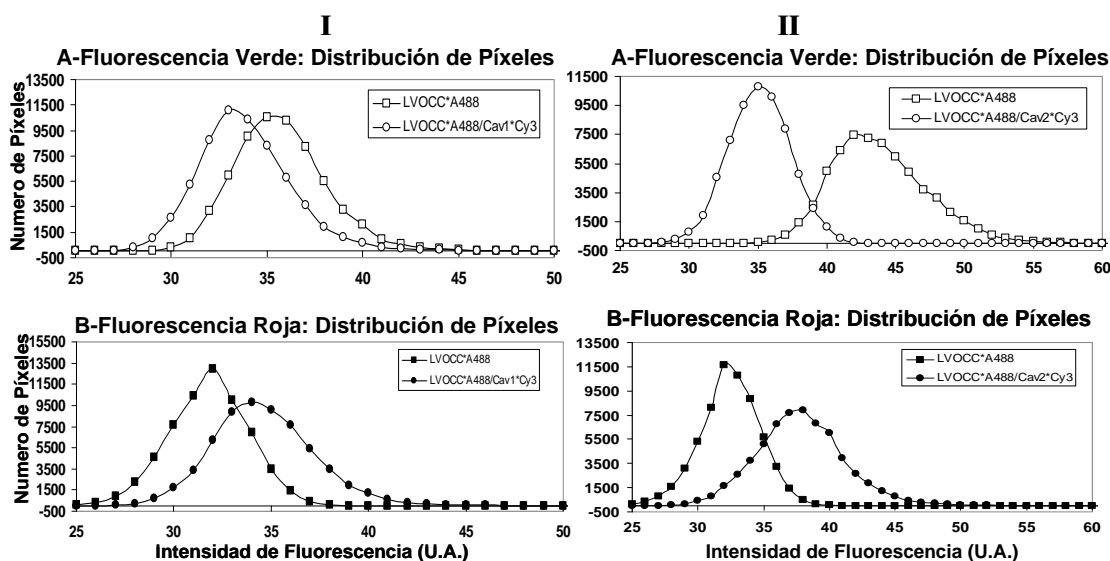 I
II
A-Fluorescencia Verde: Distribución de Píxeles
A-Fluorescencia Verde: Distribución de Píxeles
Numero de Píxeles
13500
11500
9500
7500
5500
3500
1500
-500
25 30 35 40 45 50
LVOCC*A488
LVOCC*A488/Cav1*Cy3
Numero de Píxeles
11500
9500
7500
5500
3500
1500
-500
25 30 35 40 45 50 55 60
LVOCC*A488
LVOCC*A488/Cav2*Cy3
B-Fluorescencia Roja: Distribución de Píxeles
B-Fluorescencia Roja: Distribución de Píxeles
Numero de Píxeles
15500
13500
11500
9500
7500
5500
3500
1500
-500
25 30 35 40 45 50
Intensidad de Fluorescencia (U.A.)
LVOCC*A488
LVOCC*A488/Cav1*Cy3
Numero de Píxeles
13500
11500
9500
7500
5500
3500
1500
-500
25 30 35 40 45 50 55 60
Intensidad de Fluorescencia (U.A.)
LVOCC*A488
LVOCC*A488/Cav2*Cy3